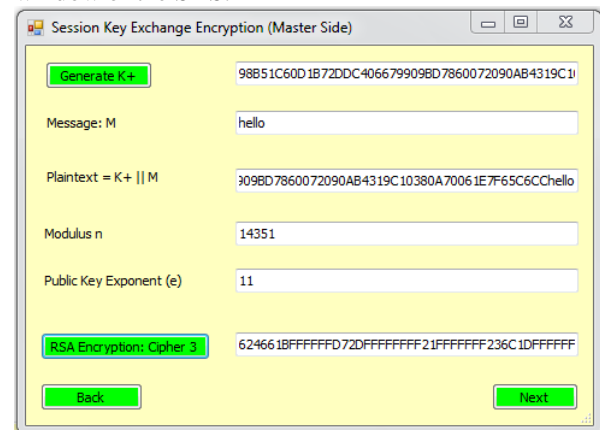 Session Key Exchange Encryption (Master Side)
Generate K+ 98B51C60D1B72DDC406679909BD7860072090AB4319C1
Message: M hello
Plaintext = K+ || M 909BD7860072090AB4319C10380A70061E7F65C6CChello
Modulus n 14351
Public Key Exponent (e) 11
RSA Encryption: Cipher 3 624661BFFFFFFD72DFFFFFFFF21FFFFFFF236C1DFFFFFF
Back Next